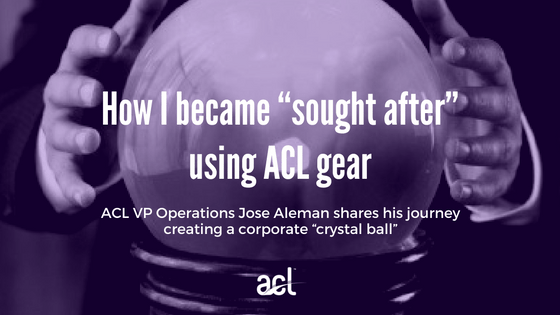 How I became “sought after”
using ACL gear
ACL VP Operations Jose Aleman shares his journey
creating a corporate “crystal ball”
acl